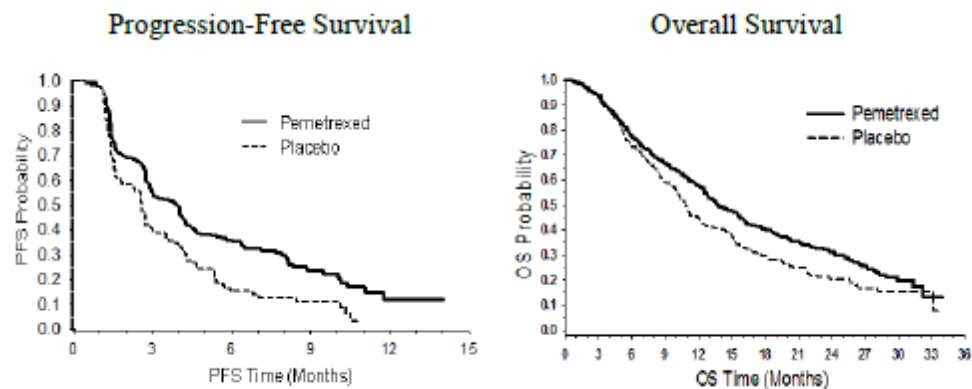 Progression-Free Survival
1.0
0.9
0.8
0.7
0.6
0.5
0.4
0.3
0.2
0.1
0.0
PFS Probability
Pemetrexed
Placebo
0 3 6 9 12 15
PFS Time (Months)
Overall Survival
1.0
0.9
0.8
0.7
0.6
0.5
0.4
0.3
0.2
0.1
0.0
OS Probability
Pemetrexed
Placebo
0 3 6 9 12 15 18 21 24 27 30 33 36
OS Time (Months)